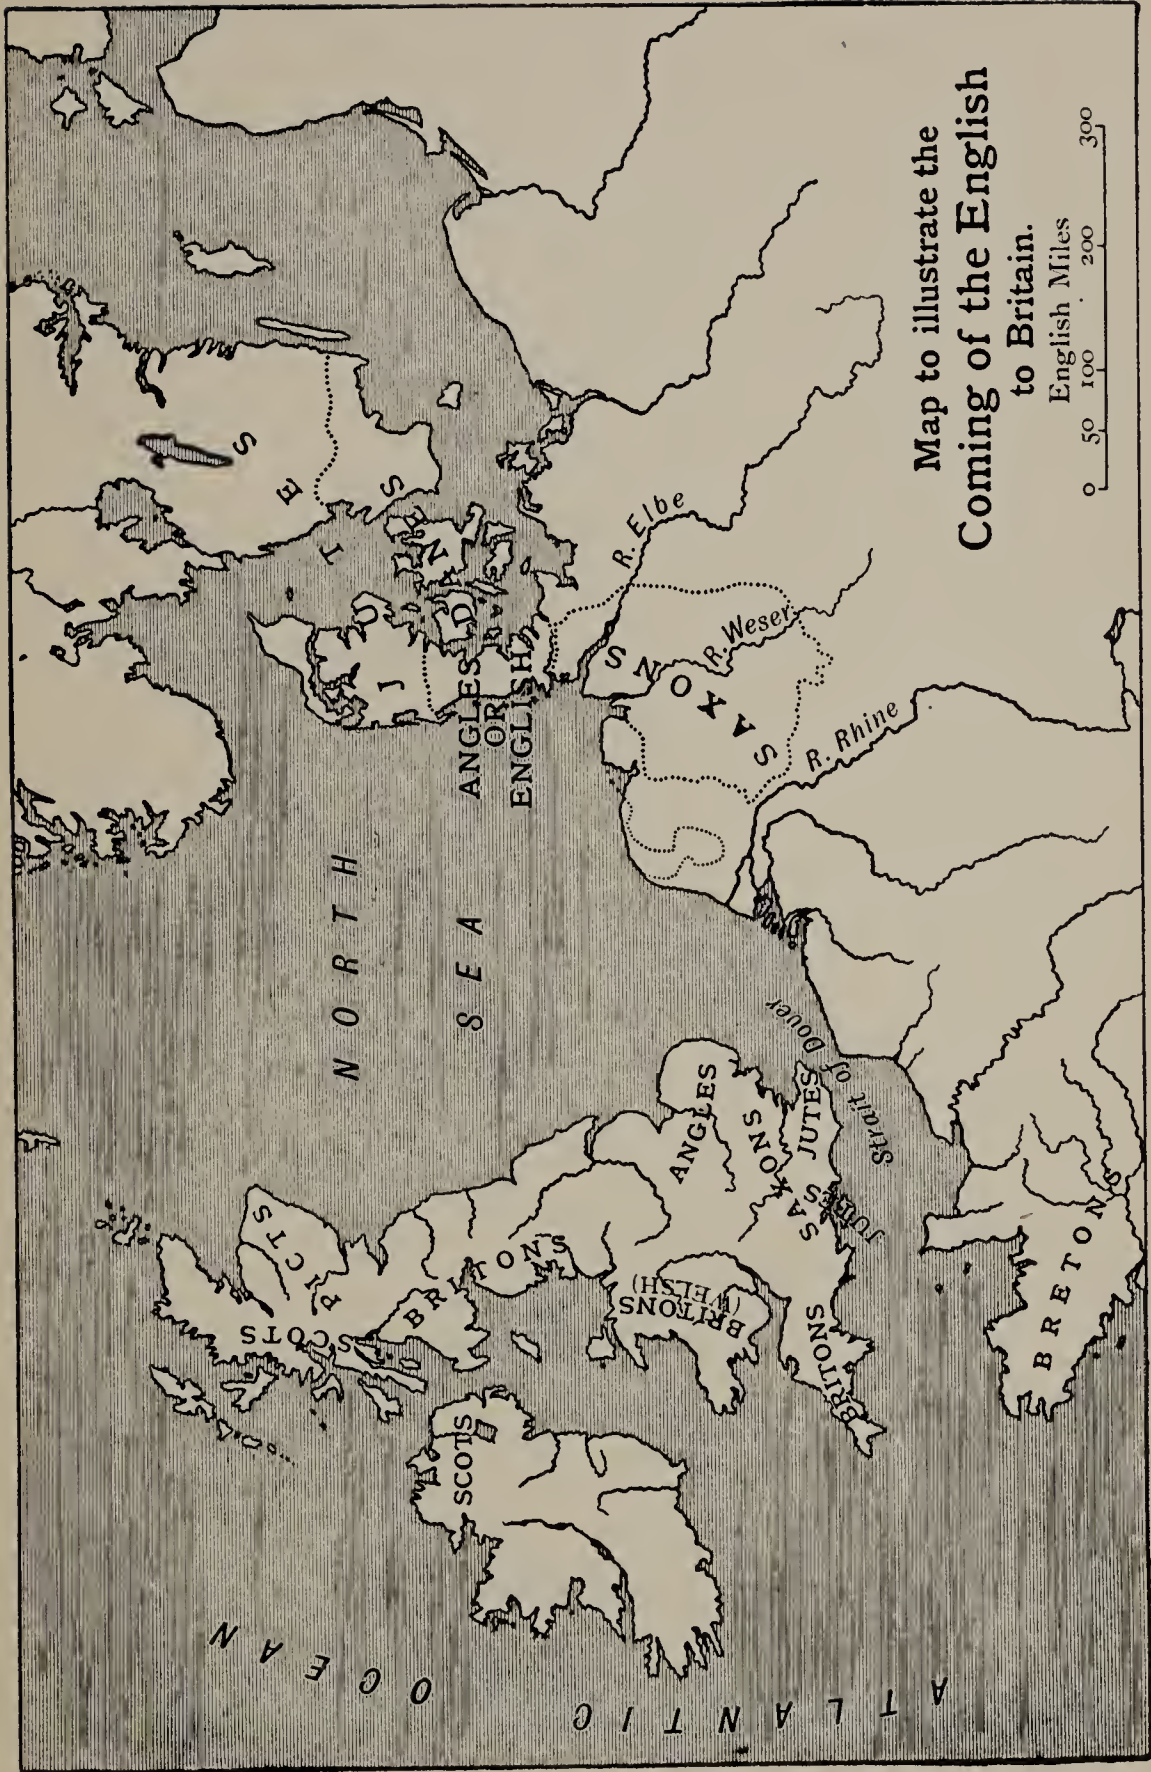 Map to illustrate the
Coming of the English
to Britain.
English Miles
0 50 100 200 300
ATLANTIC OCEAN
NORTH
SEA
SCOTS
PICTS
SCOTS
BRITONS
BRITONS
(WELSH)
BRITONS
ANGLES
SAXONS
JUTES
JUTES
Strait of Dover
BRETONS
JUTES
DANES
ANGLES
OR
ENGLISH
SAXONS
R. Elbe
R. Weser
R. Rhine